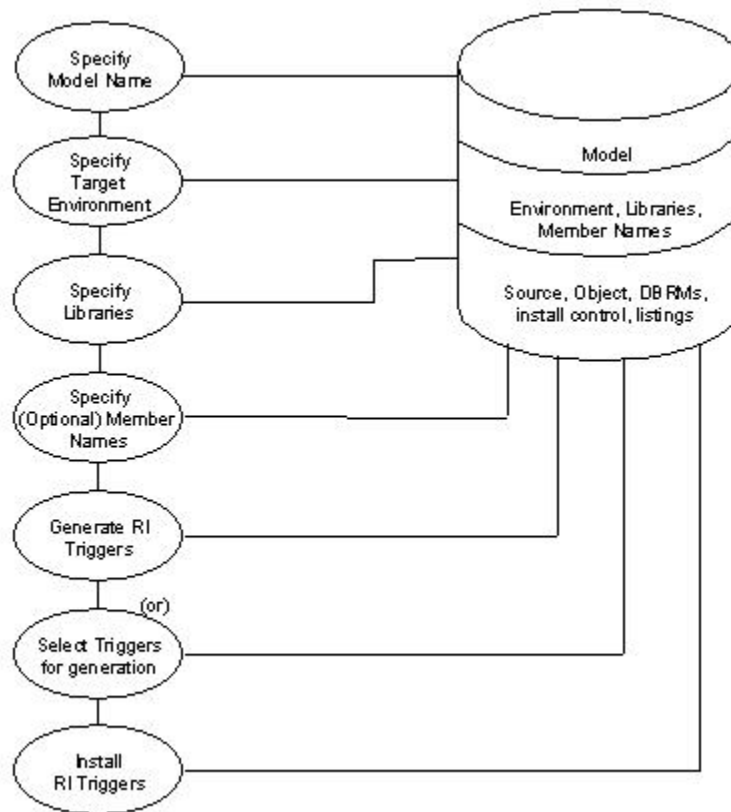 Specify
Model Name
Specify
Target
Environment
Specify
Libraries
Specify
(Optional) Member
Names
Generate RI
Triggers
(or)
Select Triggers
for generation
Install
RI Triggers
Model
Environment, Libraries,
Member Names
Source, Object, DBRMs,
install control, listings